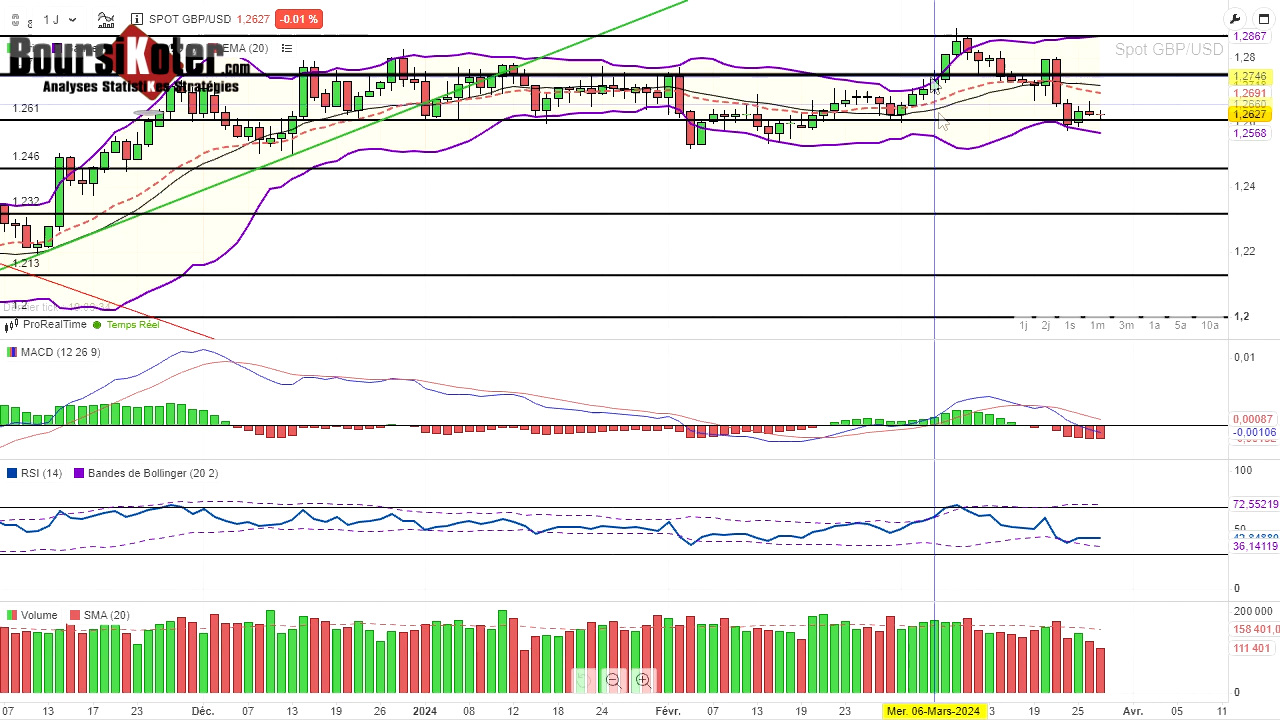 1 J
SPOT GBP/USD 1,2627 -0.01 %
EMA (20)
BoursiKoter.com
Analyses StatistiKes Stratégies
Spot GBP/USD
1,2867
1,28
1,2746
1,2691
1,2627
1,2568
1,24
1,22
1,2
1.261
1.246
1.232
1.213
ProRealTime
Temps Réel
1j 2j 1s 1m 3m 1a 5a 10a
MACD (12 26 9)
0,01
0,00087
-0,00106
RSI (14)
Bandes de Bollinger (20 2)
100
72,55219
50
36,14119
0
Volume
SMA (20)
200 000
158 401,0
111 401
0
07 13 17 23 Déc. 13 19 26 2024 08 12 18 24 Févr. 07 13 19 23 Mer. 06-Mars-2024 3 19 25 Avr. 05 11